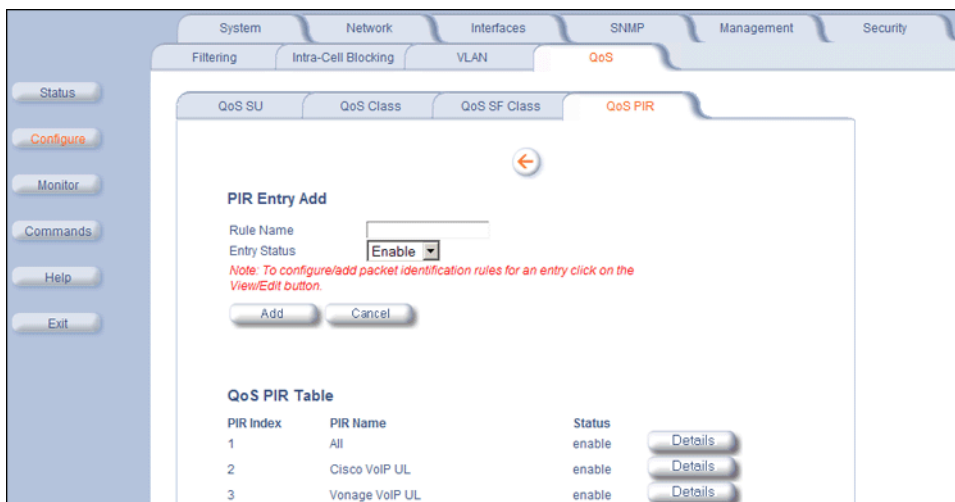 System Network Interfaces SNMP Management Security
Filtering Intra-Cell Blocking VLAN QoS
Status
QoS SU QoS Class QoS SF Class QoS PIR
Configure
Monitor
PIR Entry Add
Commands
Rule Name
Entry Status Enable
Note: To configure/add packet identification rules for an entry click on the
View/Edit button.
Help
Add Cancel
Exit
QoS PIR Table
PIR Index PIR Name Status
1 All enable Details
2 Cisco VoIP UL enable Details
3 Vonage VoIP UL enable Details